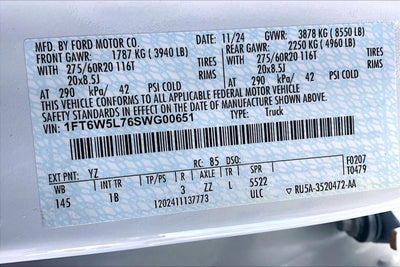 MFD. BY FORD MOTOR CO. DATE: 11/24 GVWR: 3878 KG ( 8550 LB)
FRONT GAWR: 1787 KG (3940 LB) REAR GAWR: 2250 KG (4960 LB)
WITH 275/60R20 116T TIRES WITH 275/60R20 116T TIRES
20x8.5J RIMS 20x8.5J RIMS
AT 290 kPa/ 42 PSI COLD AT 290 kPa/ 42 PSI COLD
THIS VEHICLE CONFORMS TO ALL APPLICABLE FEDERAL MOTOR VEHICLE
SAFETY STANDARDS IN EFFECT ON THE DATE OF MANUFACTURE SHOWN ABOVE.
VIN: 1FT6W5L76SWG00651 TYPE: Truck
EXT PNT: YZ RC: 85 DSO: F0207
WB INT TR TP/PS R AXLE TR SPR T0479
145 1B 3 ZZ L 5522
1202411137773 ULC RU5A-3520472-AA